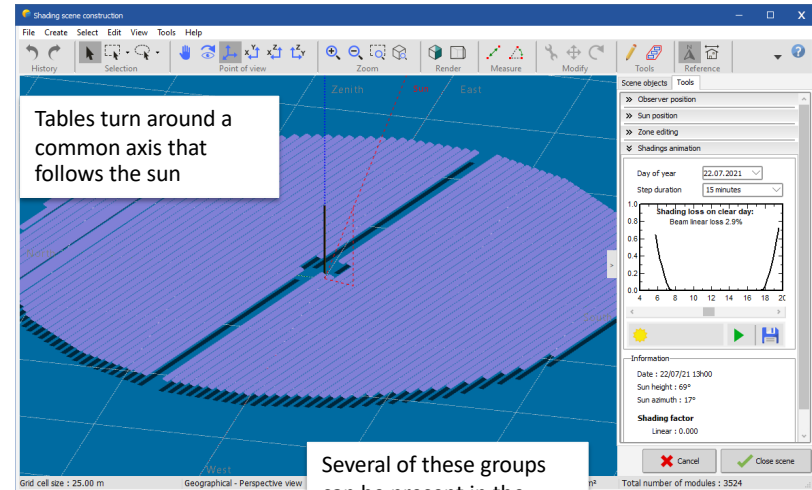 Shading scene construction
File Create Select Edit View Tools Help
History Selection Point of view Zoom Render Measure Modify Tools Reference
Zenith East
Tables turn around a
common axis that
follows the sun
West
Several of these groups
Scene objects Tools
Observer position
Sun position
Zone editing
Shadings animation
Day of year 22.07.2021
Step duration 15 minutes
Shading loss on clear day:
Beam linear loss 2.9%
1.0
0.8
0.6
0.4
0.2
0.0
4 6 8 10 12 14 16 18 20
Information
Date : 22/07/21 13h00
Sun height : 69°
Sun azimuth : 17°
Shading factor
Linear : 0.000
Cancel Close scene
Grid cell size : 25.00 m Geographical - Perspective view m² Total number of modules : 3524